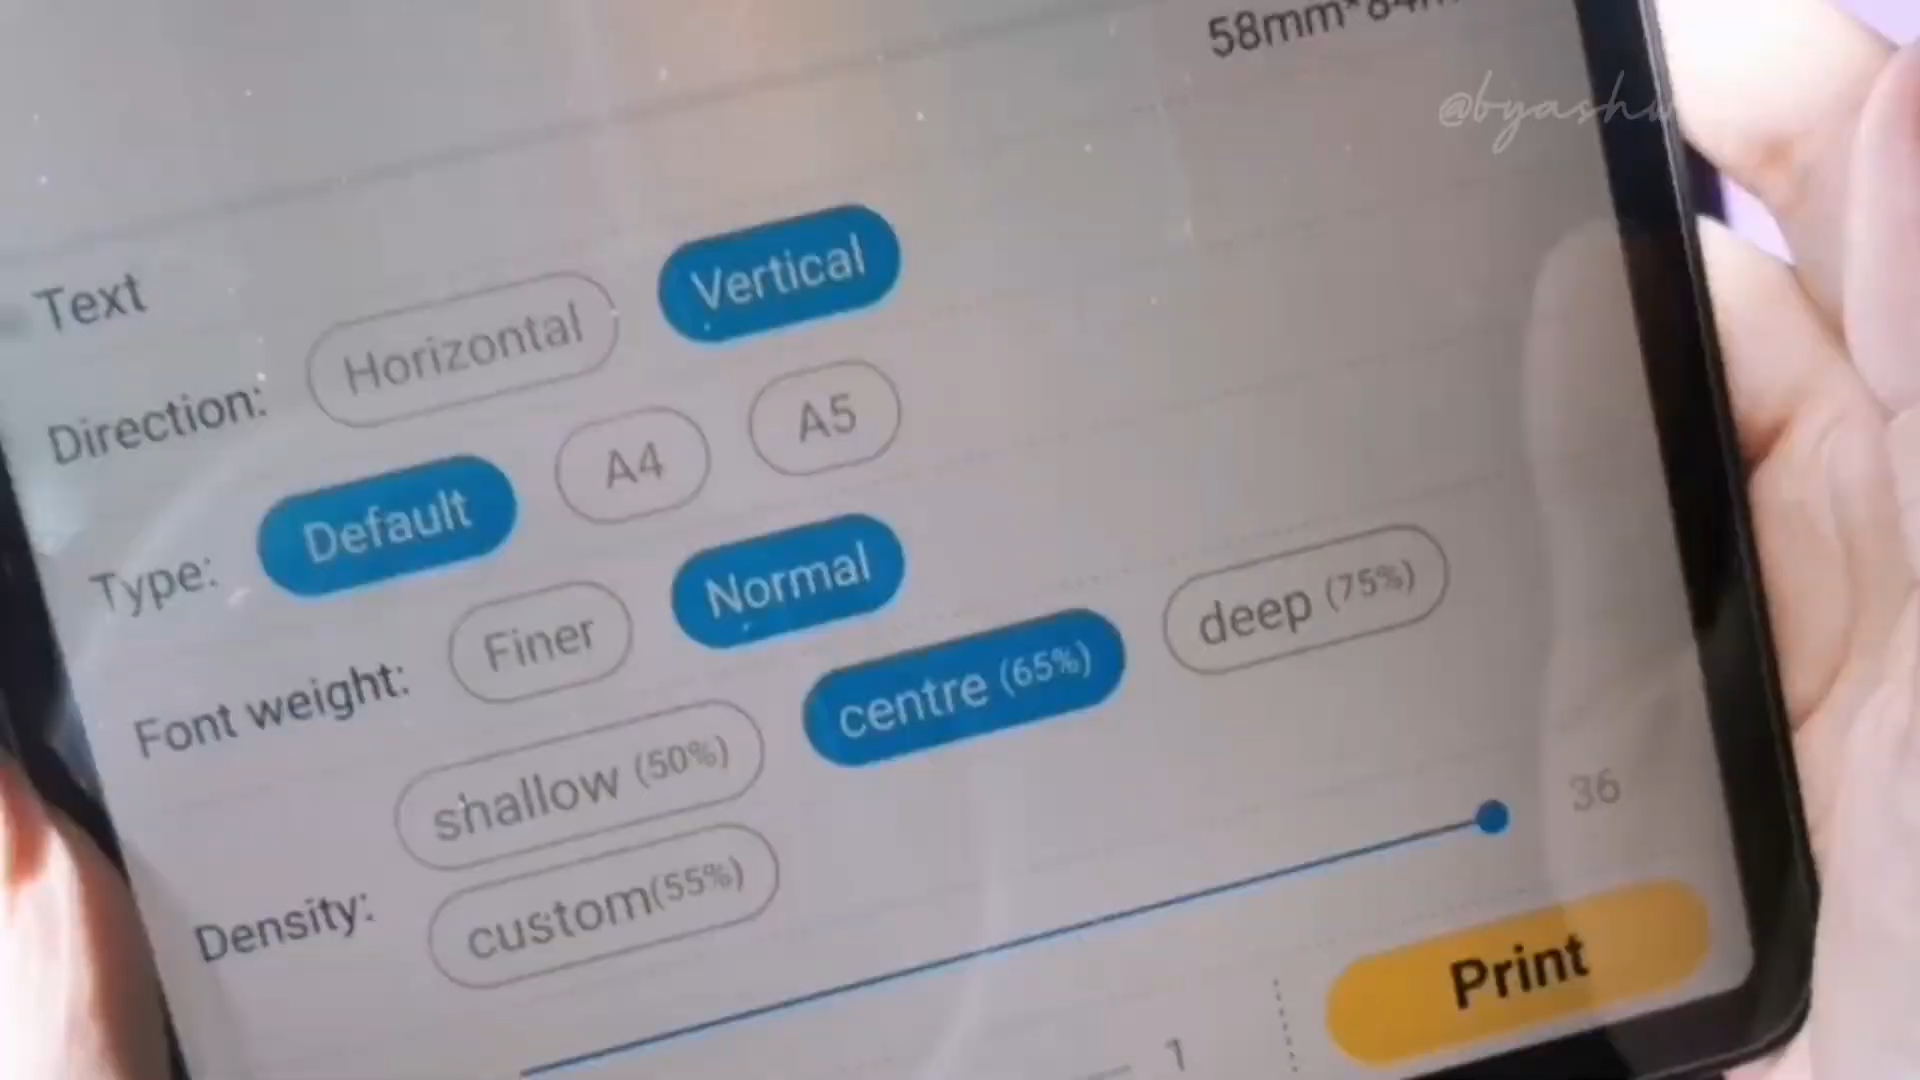 58mm*84
Text
Direction: Horizontal Vertical
Type: Default A4 A5
Font weight: Finer Normal
Density: shallow (50%) centre (65%) deep (75%)
custom(55%)
36
1
Print